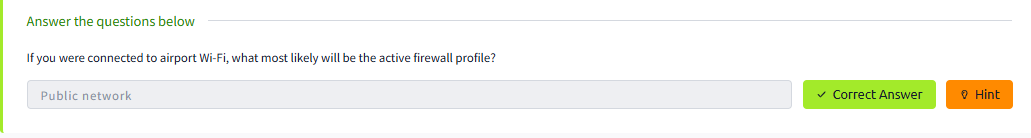 Answer the questions below
If you were connected to airport Wi-Fi, what most likely will be the active firewall profile?
Public network
Correct Answer
Hint